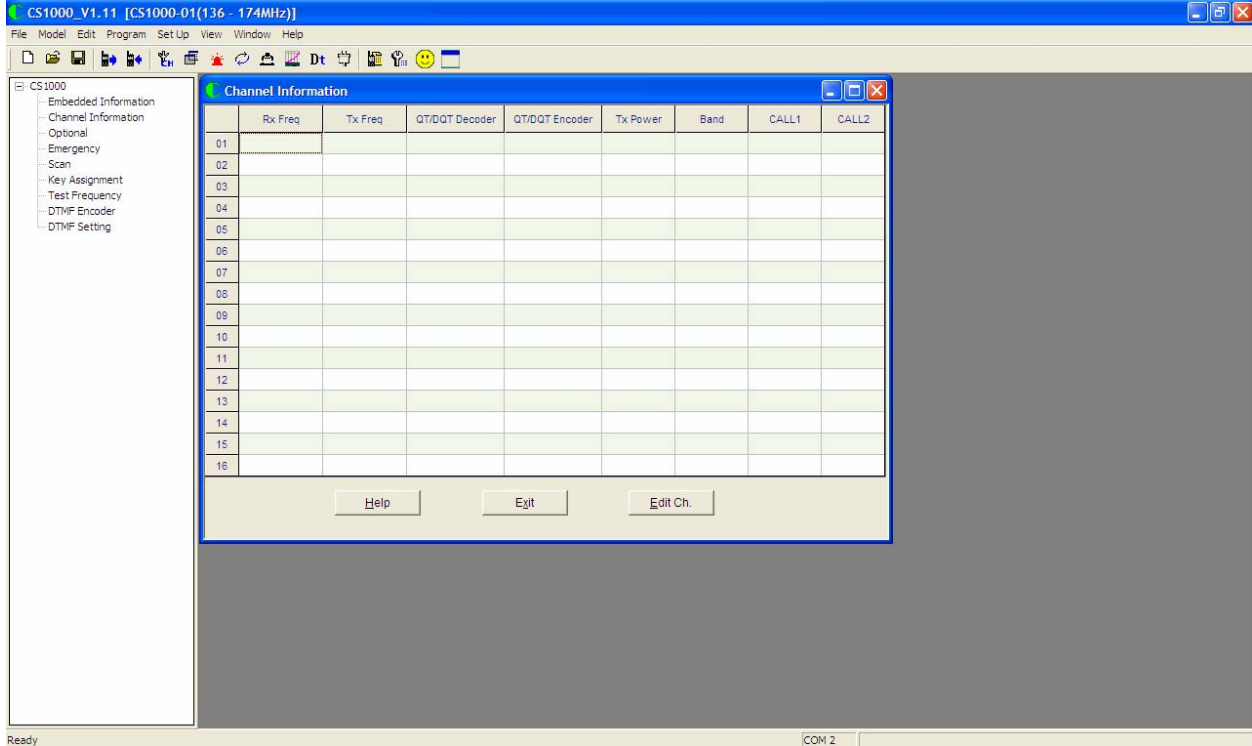 CS1000_V1.11 [CS1000-01(136 - 174MHz)]
File Model Edit Program Set Up View Window Help
Dt
CS1000
Embedded Information
Channel Information
Optional
Emergency
Scan
Key Assignment
Test Frequency
DTMF Encoder
DTMF Setting
Channel Information
Rx Freq Tx Freq QT/DQT Decoder QT/DQT Encoder Tx Power Band CALL1 CALL2
01
02
03
04
05
06
07
08
09
10
11
12
13
14
15
16
Help Exit Edit Ch.
Ready COM 2